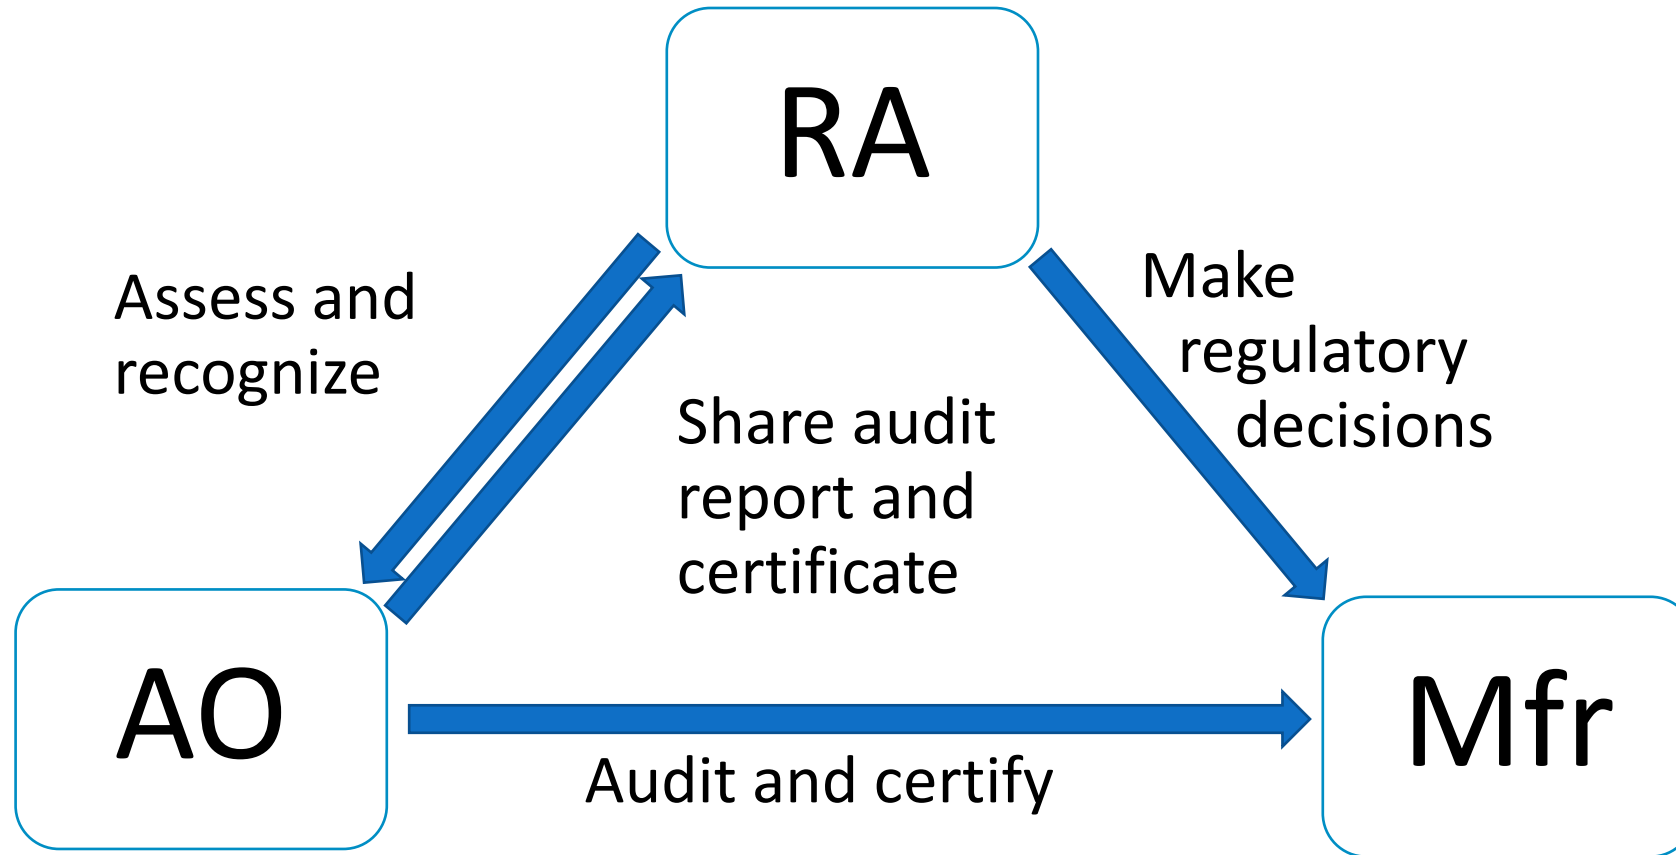 RA
Assess and
recognize
Make
regulatory
decisions
Share audit
report and
certificate
AO
Mfr
Audit and certify